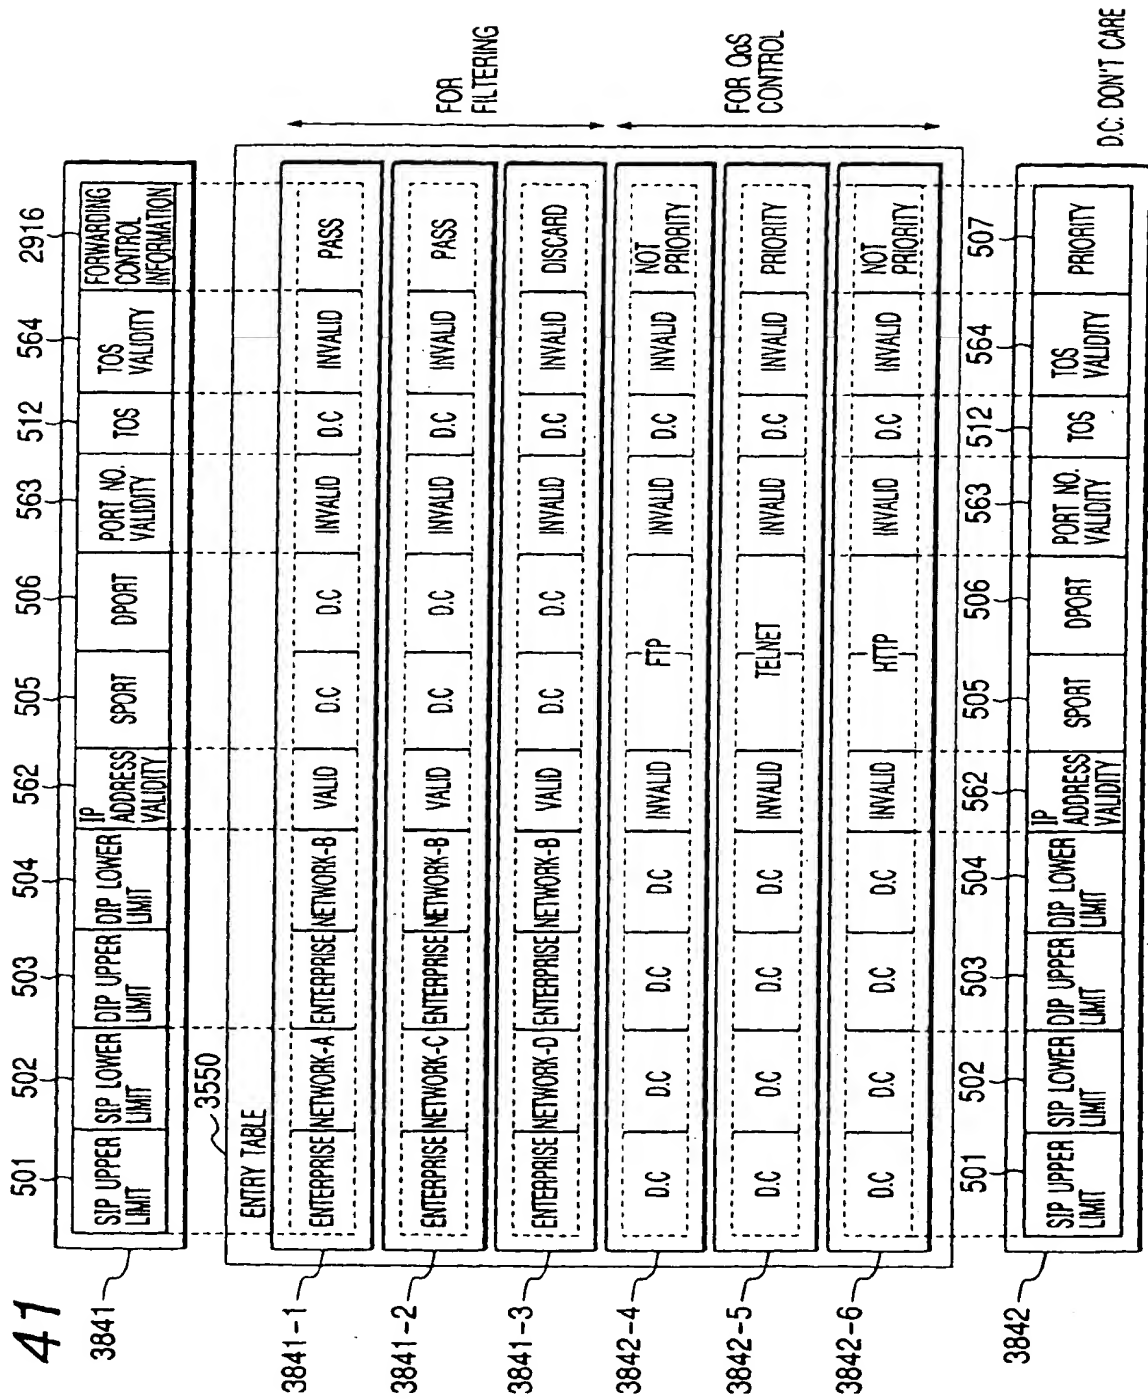 41
501 502 503 504 562 505 506 563 512 564 2916
3841
SIP UPPER LIMIT | SIP LOWER LIMIT | DIP UPPER LIMIT | DIP LOWER LIMIT | IP ADDRESS VALIDITY | SPORT | DPORT | PORT NO. VALIDITY | TOS | TOS VALIDITY | FORWARDING CONTROL INFORMATION
3550
ENTRY TABLE
3841-1 ENTERPRISE NETWORK-A | ENTERPRISE NETWORK-B | VALID | D.C | D.C | INVALID | D.C | INVALID | PASS
3841-2 ENTERPRISE NETWORK-C | ENTERPRISE NETWORK-B | VALID | D.C | D.C | INVALID | D.C | INVALID | PASS
3841-3 ENTERPRISE NETWORK-D | ENTERPRISE NETWORK-B | VALID | D.C | D.C | INVALID | D.C | INVALID | DISCARD
FOR FILTERING
3842-4 D.C | D.C | D.C | D.C | INVALID | FTP | INVALID | D.C | INVALID | NOT PRIORITY
3842-5 D.C | D.C | D.C | D.C | INVALID | TELNET | INVALID | D.C | INVALID | PRIORITY
3842-6 D.C | D.C | D.C | D.C | INVALID | HTTP | INVALID | D.C | INVALID | NOT PRIORITY
FOR QoS CONTROL
501 502 503 504 562 505 506 563 512 564 507
3842
SIP UPPER LIMIT | SIP LOWER LIMIT | DIP UPPER LIMIT | DIP LOWER LIMIT | IP ADDRESS VALIDITY | SPORT | DPORT | PORT NO. VALIDITY | TOS | TOS VALIDITY | PRIORITY
D.C: DON'T CARE